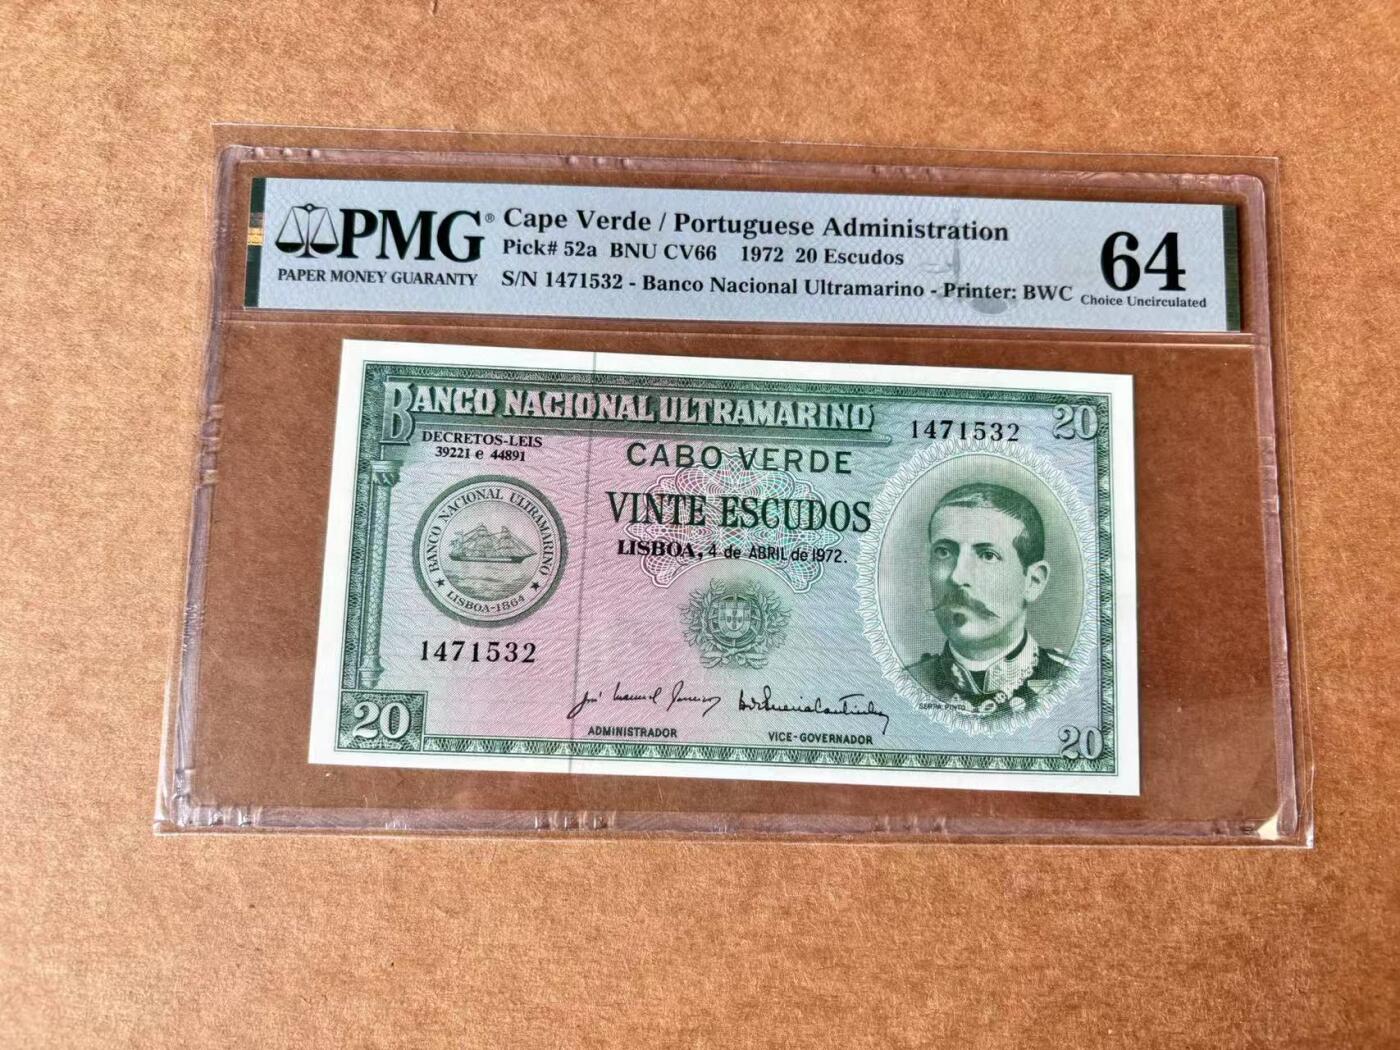 PMG®
PAPER MONEY GUARANTY
Cape Verde / Portuguese Administration
Pick# 52a BNU CV66 1972 20 Escudos
S/N 1471532 - Banco Nacional Ultramarino - Printer: BWC
64
Choice Uncirculated
BANCO NACIONAL ULTRAMARINO
1471532
20
DECRETOS-LEIS
39221 e 44891
CABO VERDE
VINTE ESCUDOS
LISBOA, 4 de ABRIL de 1972.
BANCO NACIONAL ULTRAMARINO
LISBOA-1864
1471532
SERPA PINTO
20
ADMINISTRADOR
VICE-GOVERNADOR
20